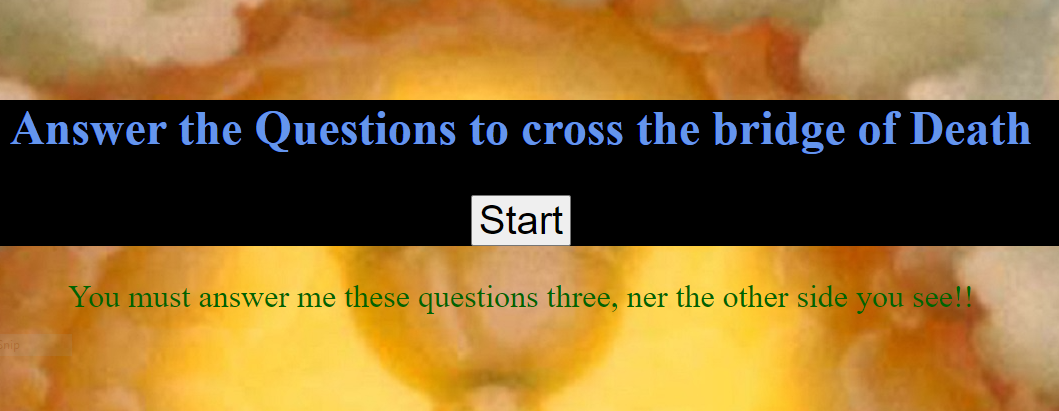 Answer the Questions to cross the bridge of Death
Start
You must answer me these questions three, ner the other side you see!!